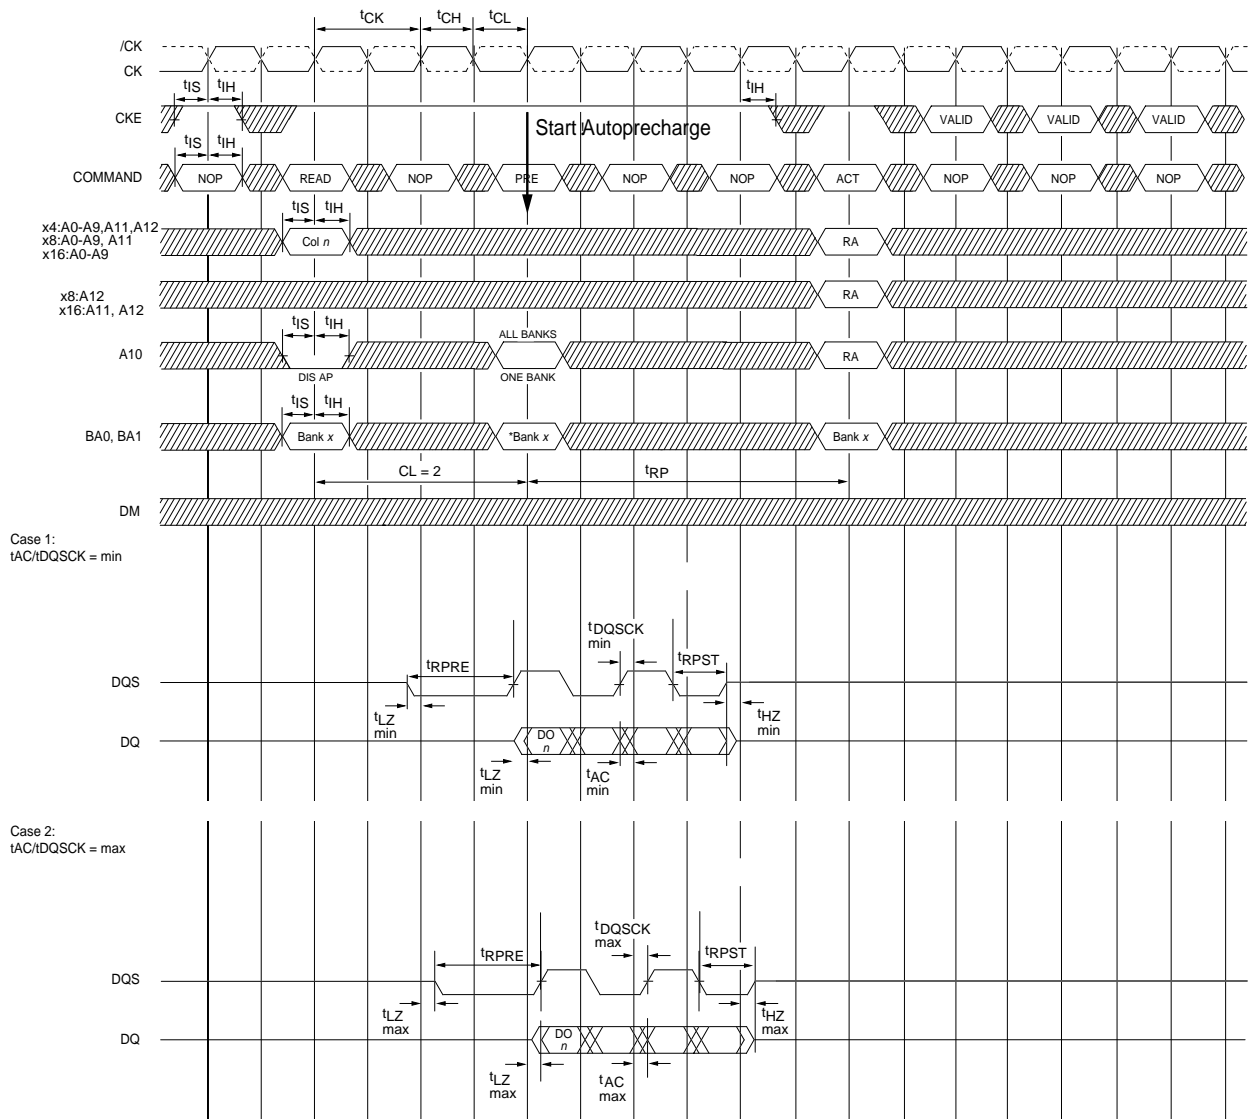 tCK tCH tCL
/CK
CK
tIS tIH tIH
CKE VALID VALID VALID
Start Autoprecharge
tIS tIH
COMMAND NOP READ NOP PRE NOP NOP ACT NOP NOP NOP
tIS tIH
x4:A0-A9,A11,A12
x8:A0-A9, A11
x16:A0-A9
Col n RA
x8:A12
x16:A11, A12
RA
tIS tIH
ALL BANKS
A10 RA
DIS AP ONE BANK
tIS tIH
BA0, BA1 Bank x *Bank x Bank x
CL = 2 tRP
DM
Case 1:
tAC/tDQSCK = min
tDQSCK
min
tRPRE tRPST
DQS
tLZ
min
tHZ
min
DQ DO
n
tLZ
min
tAC
min
Case 2:
tAC/tDQSCK = max
tDQSCK
max
tRPRE tRPST
DQS
tLZ
max
tHZ
max
DQ DO
n
tLZ
max
tAC
max